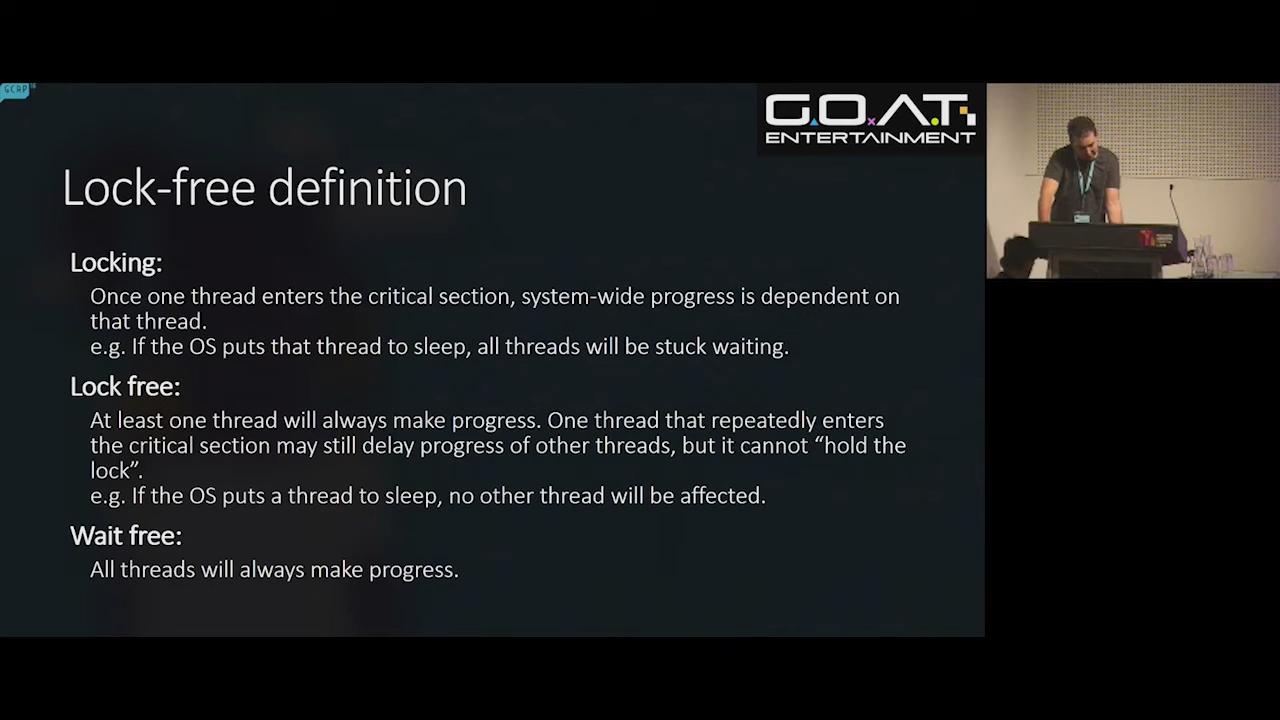 GCAP
G.O.A.T.
ENTERTAINMENT
Lock-free definition
Locking:
Once one thread enters the critical section, system-wide progress is dependent on
that thread.
e.g. If the OS puts that thread to sleep, all threads will be stuck waiting.
Lock free:
At least one thread will always make progress. One thread that repeatedly enters
the critical section may still delay progress of other threads, but it cannot “hold the
lock”.
e.g. If the OS puts a thread to sleep, no other thread will be affected.
Wait free:
All threads will always make progress.